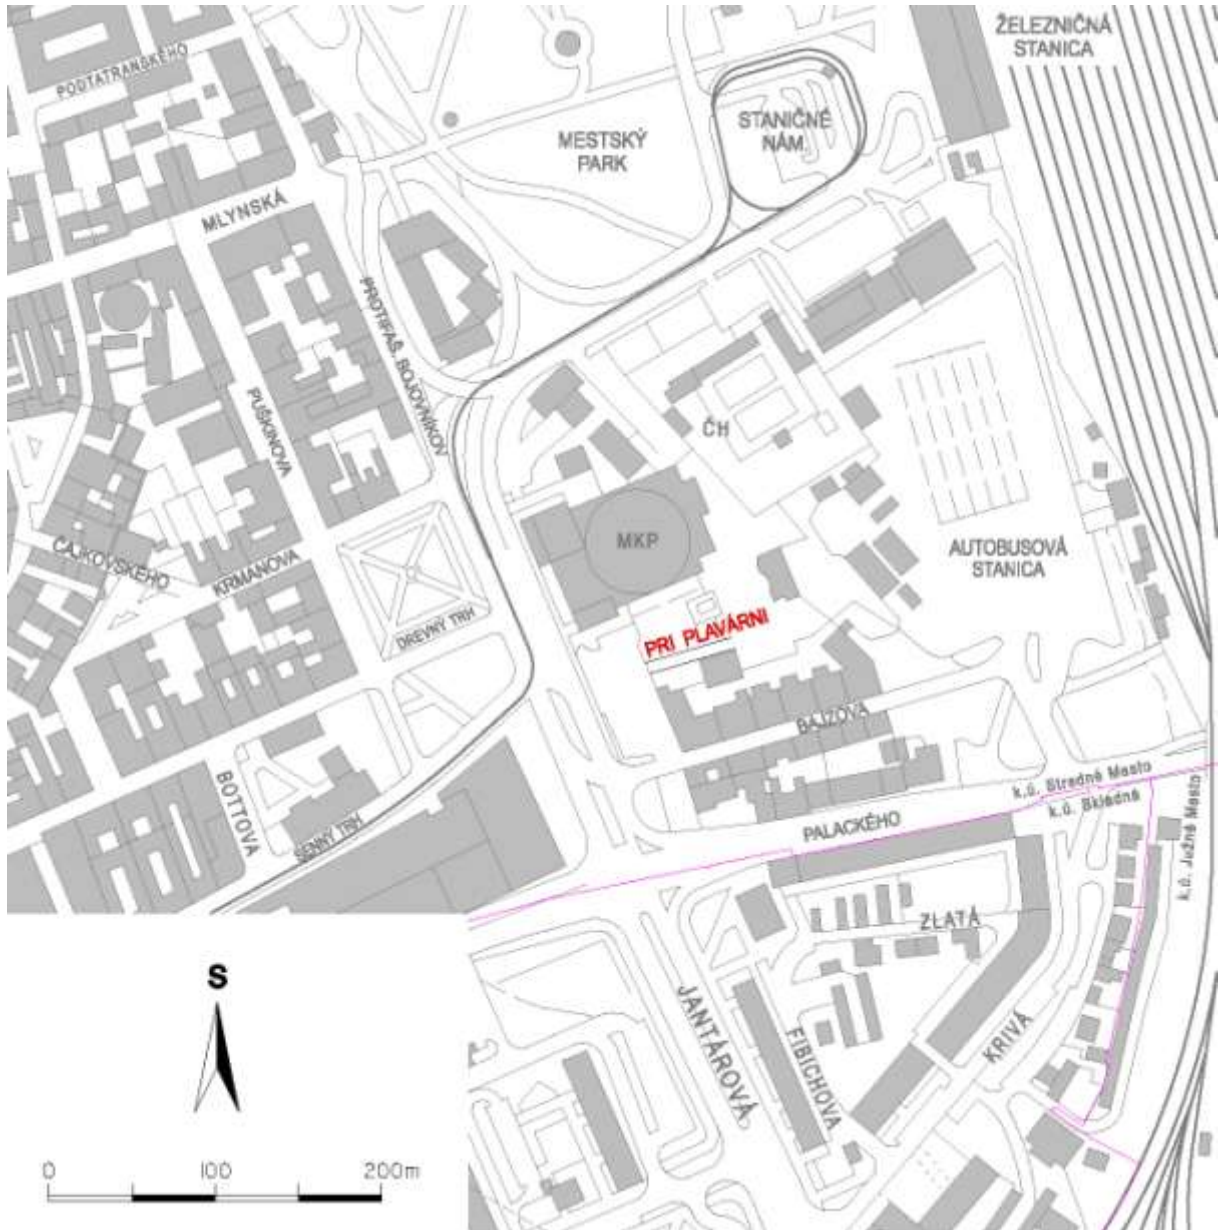 ŽELEZNIČNÁ
STANICA
PODTATRANSKÉHO
MESTSKÝ
PARK
STANIČNÉ
NÁM.
MLYNSKÁ
PROTIFAŠ. BOJOVNÍKOV
PUŠKINOVA
ČH
MKP
AUTOBUSOVÁ
STANICA
ČAJKOVSKÉHO
KRMANOVA
DREVNÝ TRH
PRI PLAVÁRNI
BAJZOVA
BOTTOVA
SENNÝ TRH
PALACKÉHO
k.ú. Stredné Mesto
k.ú. Skladná
k.ú. Južné Mesto
ZLATÁ
JANTÁROVÁ
FIBICHOVA
KRIVÁ
S
0 100 200m